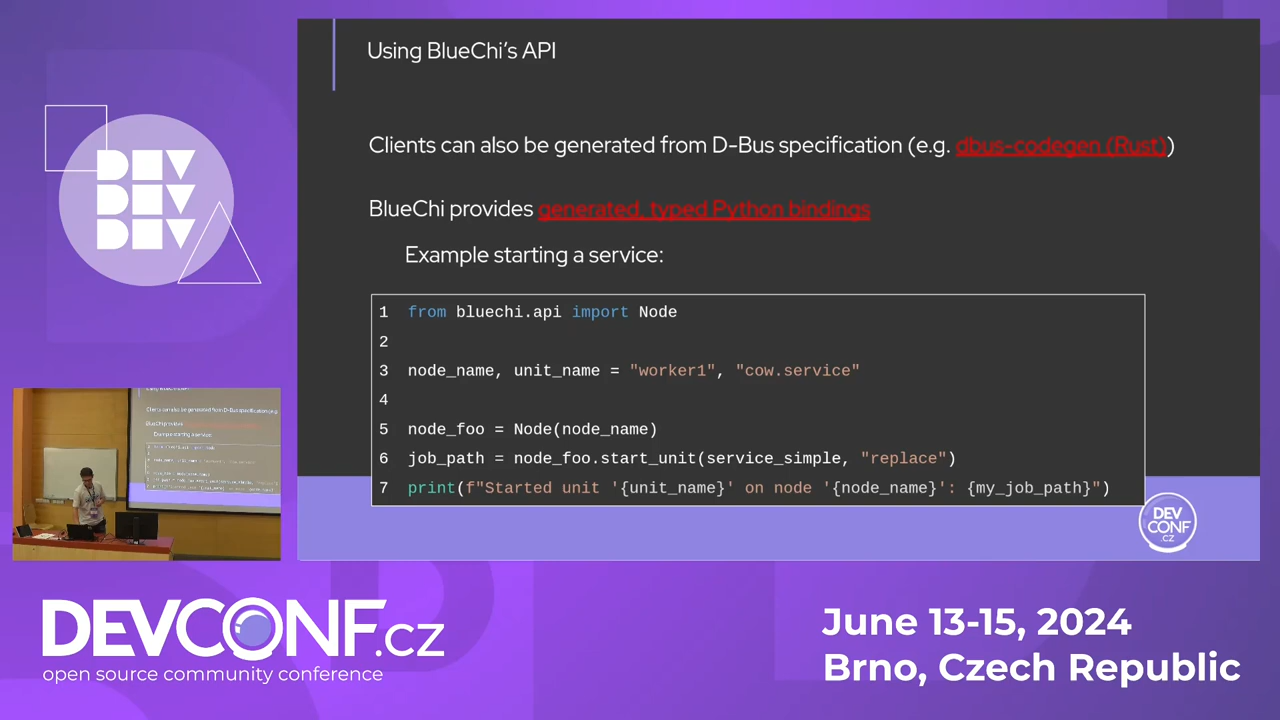 Using BlueChi's API
Clients can also be generated from D-Bus specification (e.g. dbus-codegen (Rust))
BlueChi provides generated, typed Python bindings
Example starting a service:
1 from bluechi.api import Node
2
3 node_name, unit_name = "worker1", "cow.service"
4
5 node_foo = Node(node_name)
6 job_path = node_foo.start_unit(service_simple, "replace")
7 print(f"Started unit '{unit_name}' on node '{node_name}': {my_job_path}")
DEV
DEV
DEV
DEV
CONF
.cz
DEVCONF.cz
open source community conference
June 13-15, 2024
Brno, Czech Republic